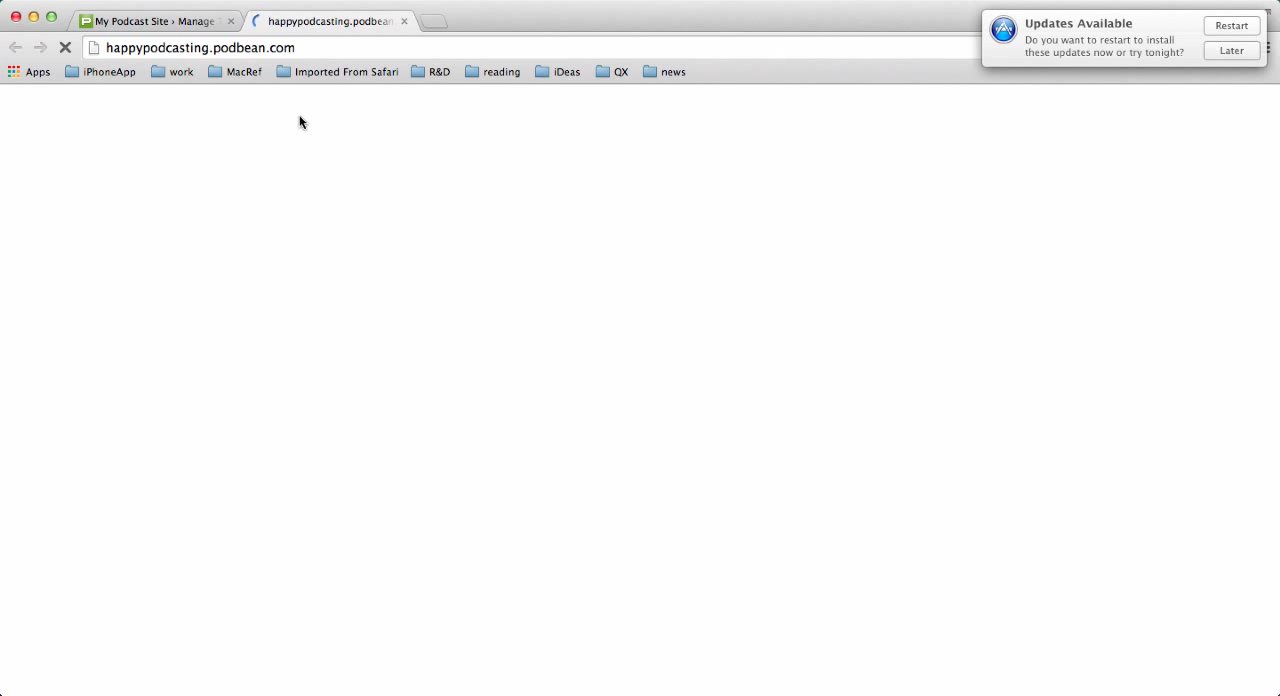 My Podcast Site › Manage
happypodcasting.podbean
happypodcasting.podbean.com
Apps iPhoneApp work MacRef Imported From Safari R&D reading iDeas QX news
Updates Available
Do you want to restart to install
these updates now or try tonight?
Restart
Later